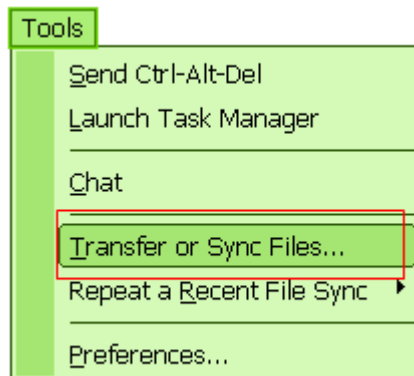 Tools
Send Ctrl-Alt-Del
Launch Task Manager
Chat
Transfer or Sync Files...
Repeat a Recent File Sync
Preferences...